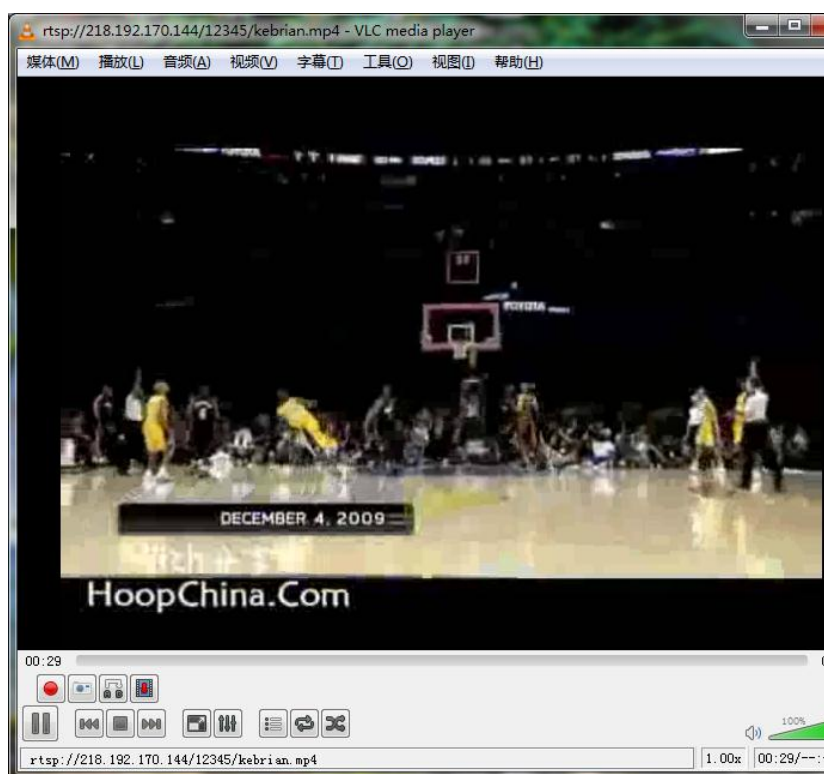 rtsp://218.192.170.144/12345/kebrian.mp4 - VLC media player
媒体(M) 播放(L) 音频(A) 视频(V) 字幕(T) 工具(O) 视图(I) 帮助(H)
TOYOTA
DECEMBER 4, 2009
HoopChina.Com
00:29
100%
rtsp://218.192.170.144/12345/kebrian.mp4 1.00x 00:29/--: